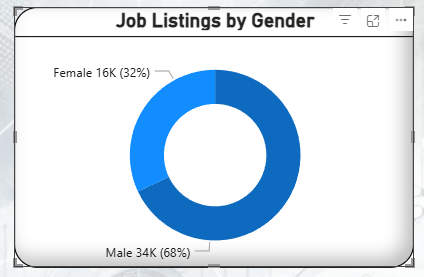 Job Listings by Gender
Female 16K (32%)
Male 34K (68%)